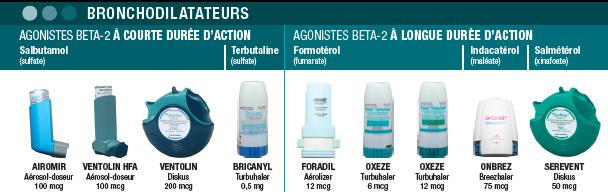 BRONCHODILATATEURS
AGONISTES BETA-2 À COURTE DURÉE D'ACTION
Salbutamol
(sulfate)
Terbutaline
(sulfate)
AIROMIR
Aérosol-doseur
100 mcg
VENTOLIN HFA
Aérosol-doseur
100 mcg
VENTOLIN
Diskus
200 mcg
BRICANYL
Turbuhaler
0,5 mg
AGONISTES BETA-2 À LONGUE DURÉE D'ACTION
Formotérol
(fumarate)
Indacatérol
(maléate)
Salmétérol
(xinafoate)
onbrez
FORADIL
Aérolizer
12 mcg
OXEZE
Turbuhaler
6 mcg
OXEZE
Turbuhaler
12 mcg
ONBREZ
Breezhaler
75 mcg
SEREVENT
Diskus
50 mcg